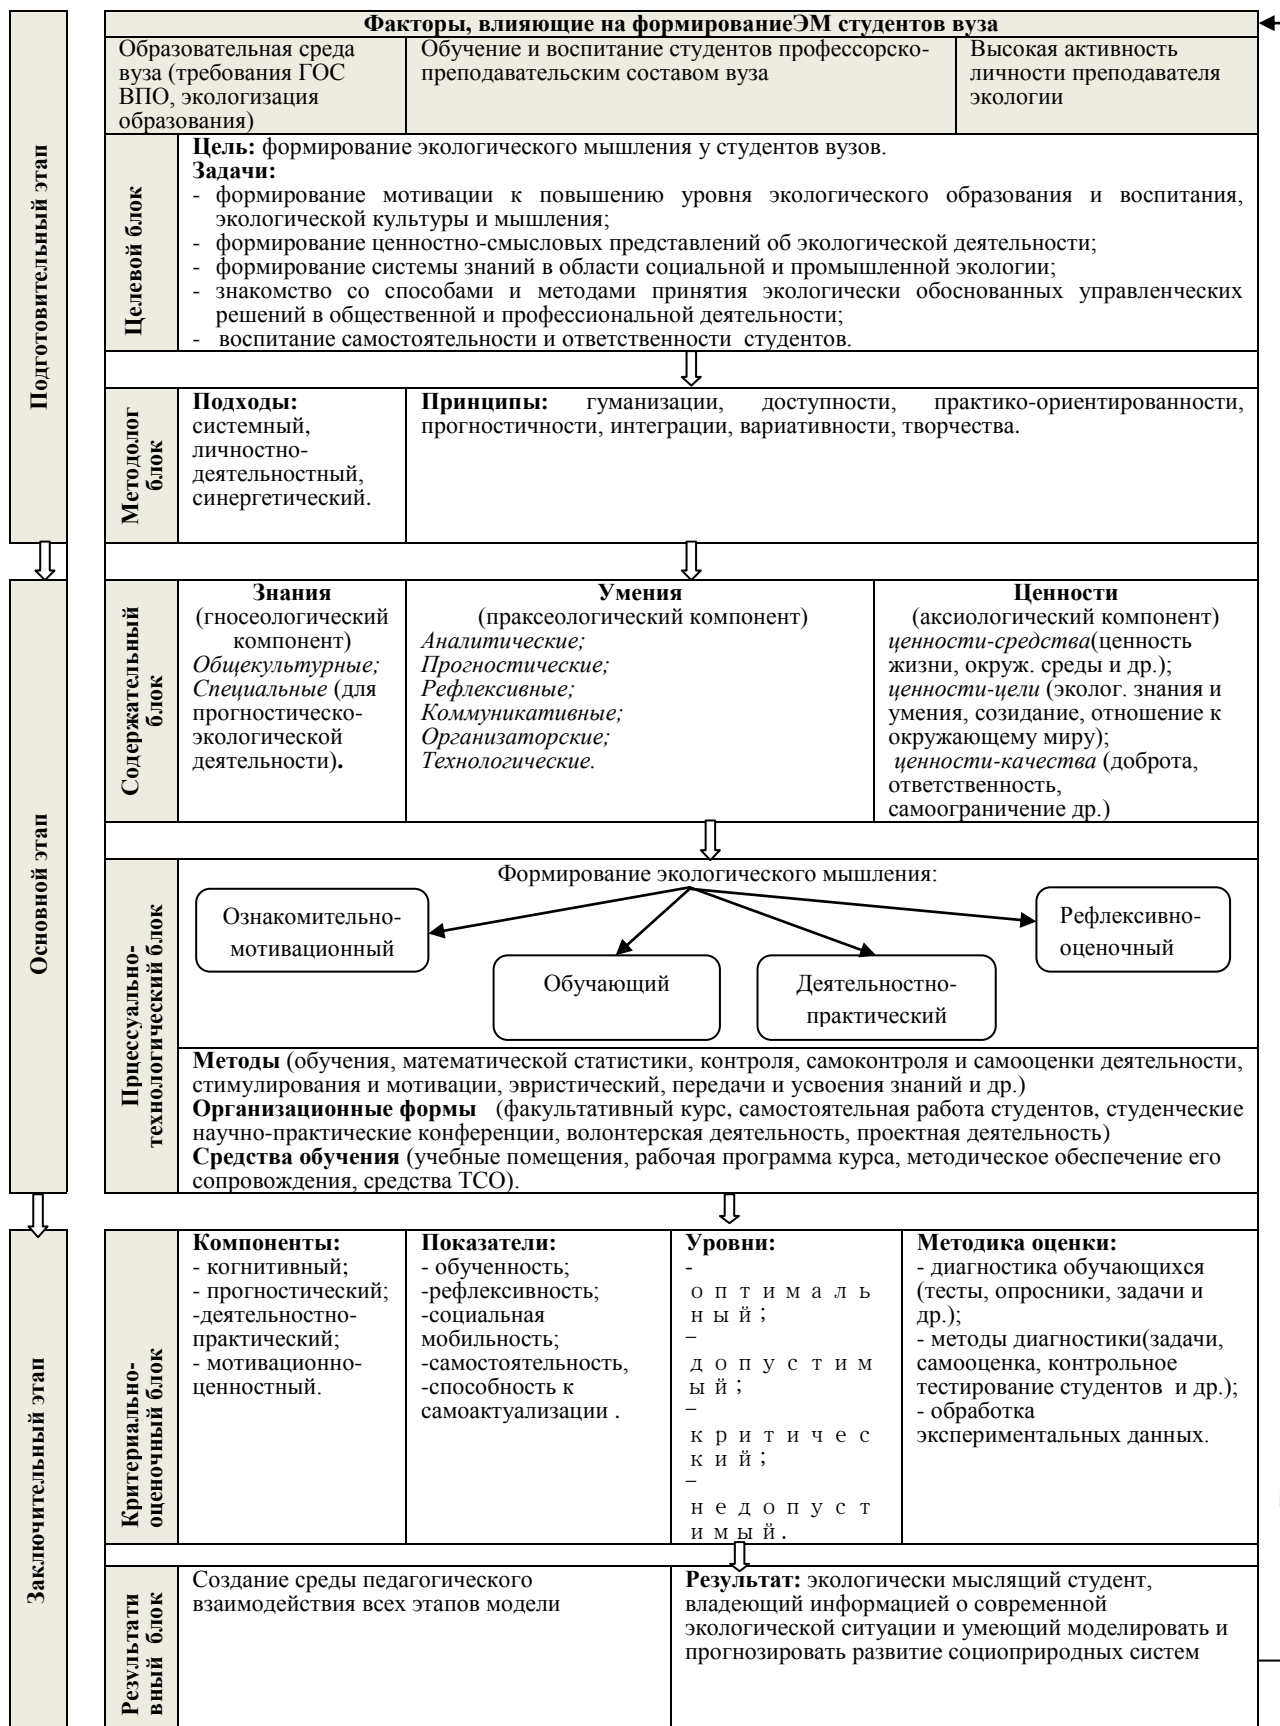 Факторы, влияющие на формированиеЭМ студентов вуза
Образовательная среда
вуза (требования ГОС
ВПО, экологизация
образования)
Обучение и воспитание студентов профессорско-
преподавательским составом вуза
Высокая активность
личности преподавателя
экологии
Подготовительный этап
Целевой блок
Цель: формирование экологического мышления у студентов вузов.
Задачи:
- формирование мотивации к повышению уровня экологического образования и воспитания,
экологической культуры и мышления;
- формирование ценностно-смысловых представлений об экологической деятельности;
- формирование системы знаний в области социальной и промышленной экологии;
- знакомство со способами и методами принятия экологически обоснованных управленческих
решений в общественной и профессиональной деятельности;
- воспитание самостоятельности и ответственности студентов.
Методолог
блок
Подходы:
системный,
личностно-
деятельностный,
синергетический.
Принципы: гуманизации, доступности, практико-ориентированности,
прогностичности, интеграции, вариативности, творчества.
Основной этап
Содержательный
блок
Знания
(гносеологический
компонент)
Общекультурные;
Специальные (для
прогностическо-
экологической
деятельности).
Умения
(праксеологический компонент)
Аналитические;
Прогностические;
Рефлексивные;
Коммуникативные;
Организаторские;
Технологические.
Ценности
(аксиологический компонент)
ценности-средства(ценность
жизни, окруж. среды и др.);
ценности-цели (эколог. знания и
умения, созидание, отношение к
окружающему миру);
ценности-качества (доброта,
ответственность,
самоограничение др.)
Прцессуально-
технологический блок
Формирование экологического мышления:
Ознакомительно-
мотивационный
Обучающий
Деятельностно-
практический
Рефлексивно-
оценочный
Методы (обучения, математической статистики, контроля, самоконтроля и самооценки деятельности,
стимулирования и мотивации, эвристический, передачи и усвоения знаний и др.)
Организационные формы (факультативный курс, самостоятельная работа студентов, студенческие
научно-практические конференции, волонтерская деятельность, проектная деятельность)
Средства обучения (учебные помещения, рабочая программа курса, методическое обеспечение его
сопровождения, средства ТСО).
Заключительный этап
Критериально-
оценочный блок
Компоненты:
- когнитивный;
- прогностический;
-деятельностно-
практический;
- мотивационно-
ценностный.
Показатели:
- обученность;
-рефлексивность;
-социальная
мобильность;
-самостоятельность,
-способность к
самоактуализации .
Уровни:
-
оптималь
ный;
–
допустим
ый;
–
критичес
кий;
–
недопуст
имый.
Методика оценки:
- диагностика обучающихся
(тесты, опросники, задачи и
др.);
- методы диагностики(задачи,
самооценка, контрольное
тестирование студентов и др.);
- обработка
экспериментальных данных.
Результати
вный блок
Создание среды педагогического
взаимодействия всех этапов модели
Результат: экологически мыслящий студент,
владеющий информацией о современной
экологической ситуации и умеющий моделировать и
прогнозировать развитие социоприродных систем